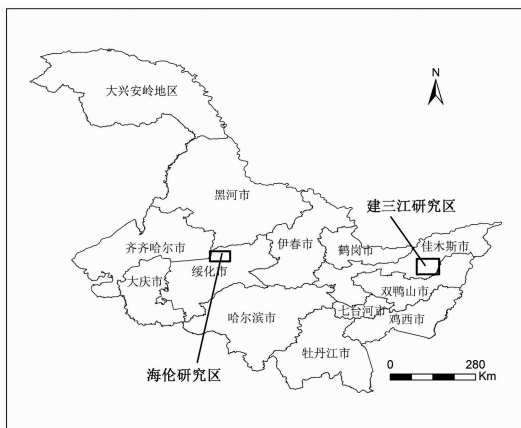 N
大兴安岭地区
黑河市
建三江研究区
齐齐哈尔市
伊春市
鹤岗市
佳木斯市
绥化市
大庆市
双鸭山市
哈尔滨市
七台河市
鸡西市
牡丹江市
海伦研究区
0 280
Km